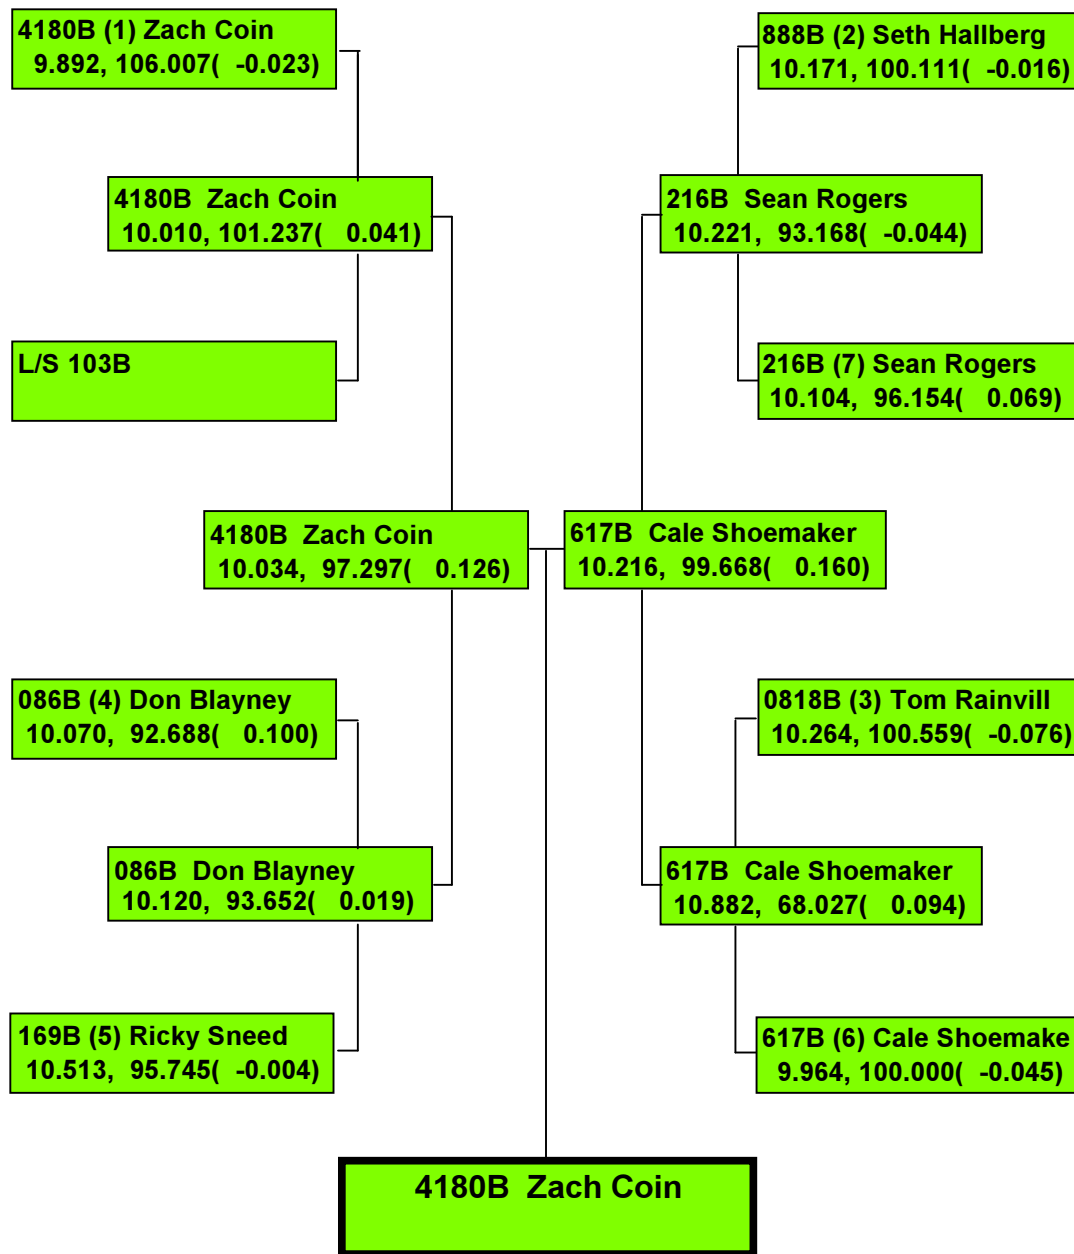 4180B (1) Zach Coin
9.892, 106.007( -0.023)
888B (2) Seth Hallberg
10.171, 100.111( -0.016)
4180B Zach Coin
10.010, 101.237( 0.041)
216B Sean Rogers
10.221, 93.168( -0.044)
L/S 103B
216B (7) Sean Rogers
10.104, 96.154( 0.069)
4180B Zach Coin
10.034, 97.297( 0.126)
617B Cale Shoemaker
10.216, 99.668( 0.160)
086B (4) Don Blayney
10.070, 92.688( 0.100)
0818B (3) Tom Rainvill
10.264, 100.559( -0.076)
086B Don Blayney
10.120, 93.652( 0.019)
617B Cale Shoemaker
10.882, 68.027( 0.094)
169B (5) Ricky Sneed
10.513, 95.745( -0.004)
617B (6) Cale Shoemake
9.964, 100.000( -0.045)
4180B Zach Coin